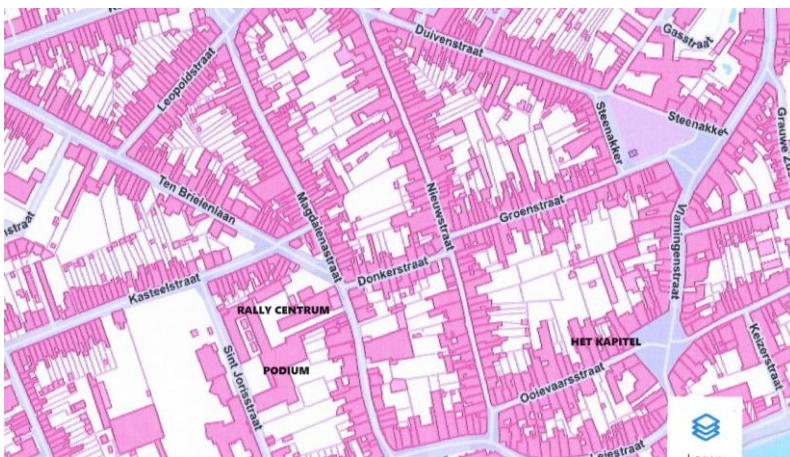 Gasstraat
Duivenstraat
Leopoldstraat
Steenakker
Steenakker
Ten Brielenlaan
Magdalenastraat
Nieuwstraat
Groenstraat
Vlamingenstraat
Donkerstraat
Kasteelstraat
RALLY CENTRUM
HET KAPITEL
PODIUM
Sint Jorisstraat
Ooievaarsstraat
Keizerstraat
Leiestraat